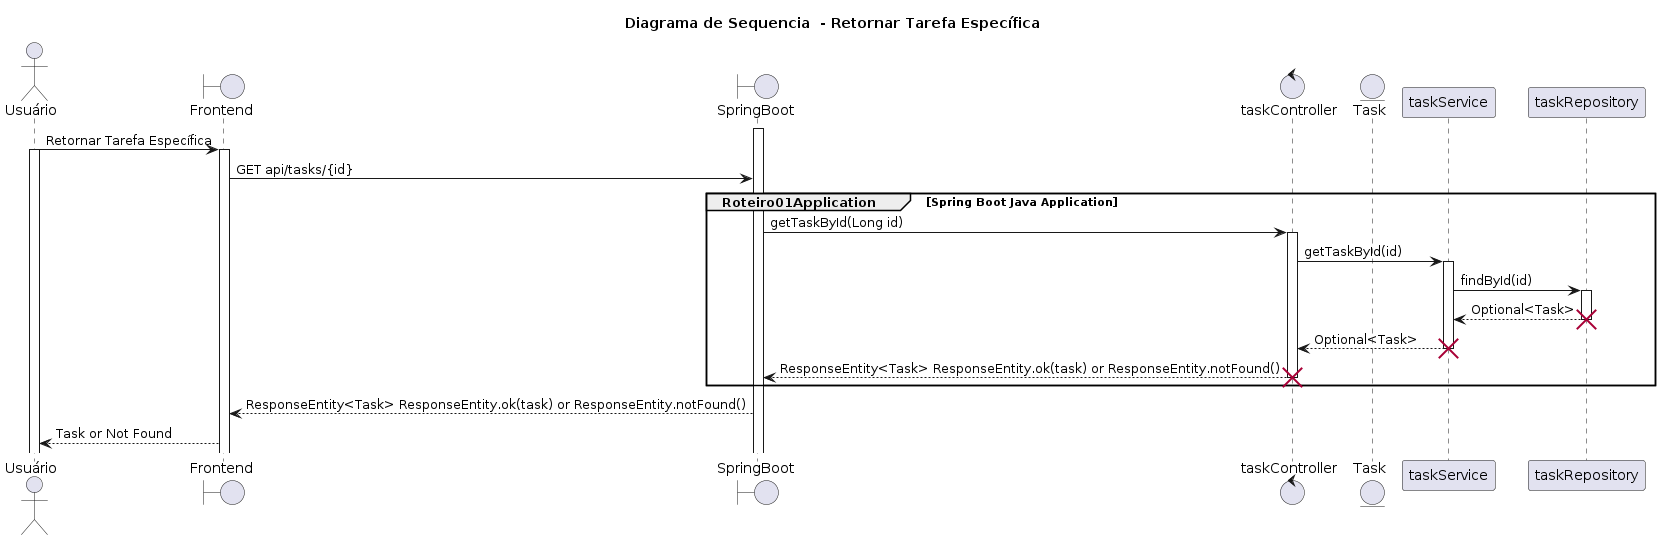 Diagrama de Sequencia  - Retornar Tarefa Específica
Usuário
Frontend
SpringBoot
taskController
Task
taskService
taskRepository
Retornar Tarefa Específica
GET api/tasks/{id}
Roteiro01Application [Spring Boot Java Application]
getTaskById(Long id)
getTaskById(id)
findById(id)
Optional<Task>
Optional<Task>
ResponseEntity<Task> ResponseEntity.ok(task) or ResponseEntity.notFound()
ResponseEntity<Task> ResponseEntity.ok(task) or ResponseEntity.notFound()
Task or Not Found
Usuário
Frontend
SpringBoot
taskController
Task
taskService
taskRepository